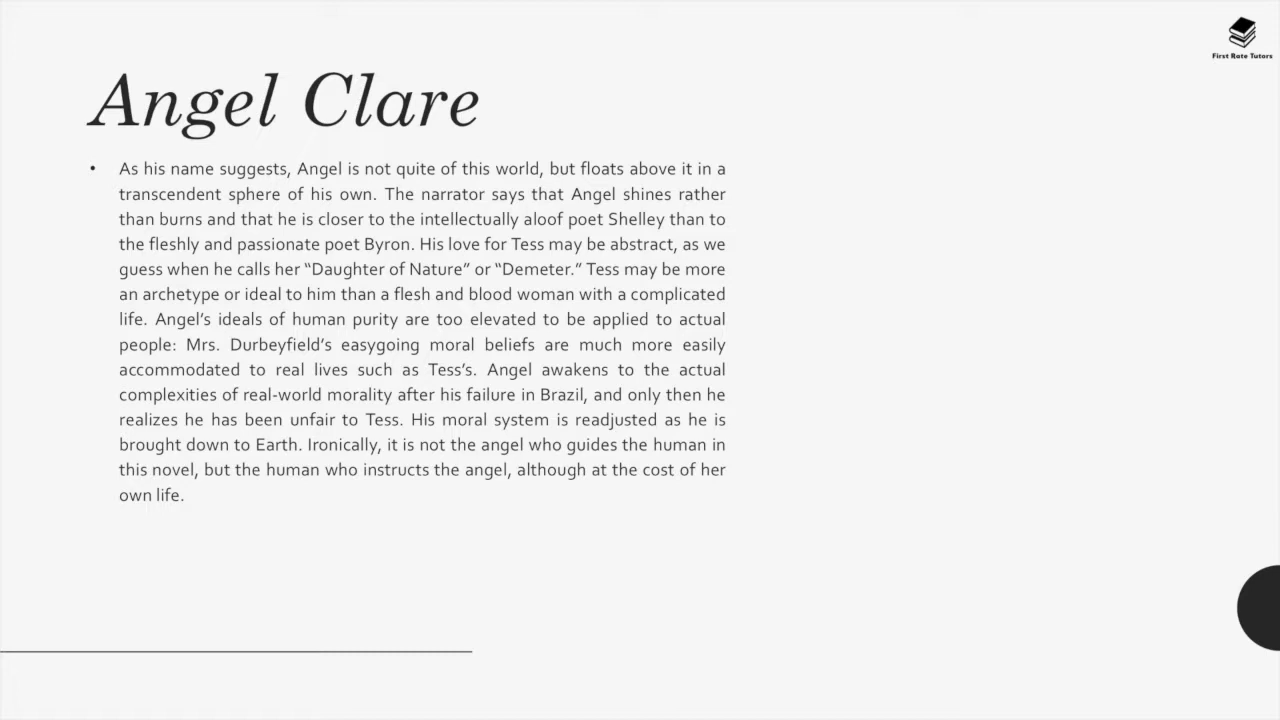 First Rate Tutors
Angel Clare
• As his name suggests, Angel is not quite of this world, but floats above it in a
transcendent sphere of his own. The narrator says that Angel shines rather
than burns and that he is closer to the intellectually aloof poet Shelley than to
the fleshly and passionate poet Byron. His love for Tess may be abstract, as we
guess when he calls her “Daughter of Nature” or “Demeter.” Tess may be more
an archetype or ideal to him than a flesh and blood woman with a complicated
life. Angel’s ideals of human purity are too elevated to be applied to actual
people: Mrs. Durbeyfield’s easygoing moral beliefs are much more easily
accommodated to real lives such as Tess’s. Angel awakens to the actual
complexities of real-world morality after his failure in Brazil, and only then he
realizes he has been unfair to Tess. His moral system is readjusted as he is
brought down to Earth. Ironically, it is not the angel who guides the human in
this novel, but the human who instructs the angel, although at the cost of her
own life.